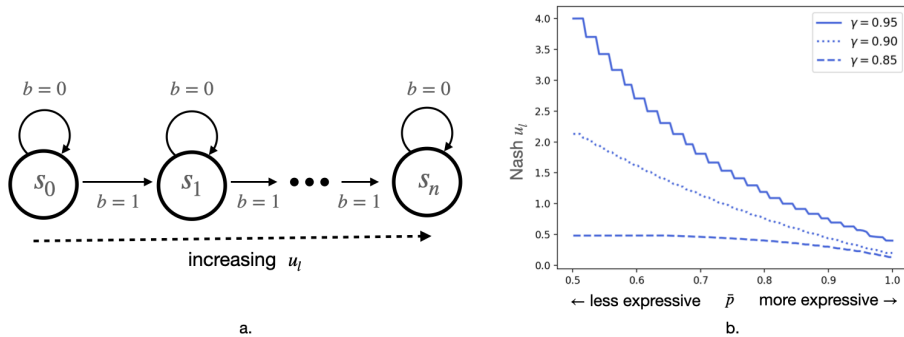 b = 0
b = 0
b = 0
s₀
s₁
sₙ
b = 1
b = 1
b = 1
increasing uₗ
a.
Nash uₗ
4.0
3.5
3.0
2.5
2.0
1.5
1.0
0.5
0.0
γ = 0.95
γ = 0.90
γ = 0.85
0.5
0.6
0.7
0.8
0.9
1.0
← less expressive p̄ more expressive →
b.